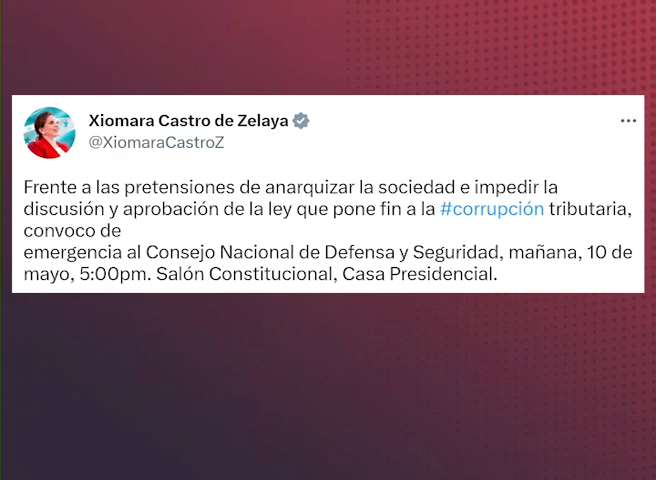 Xiomara Castro de Zelaya
@XiomaraCastroZ
Frente a las pretensiones de anarquizar la sociedad e impedir la
discusión y aprobación de la ley que pone fin a la #corrupción tributaria,
convoco de
emergencia al Consejo Nacional de Defensa y Seguridad, mañana, 10 de
mayo, 5:00pm. Salón Constitucional, Casa Presidencial.